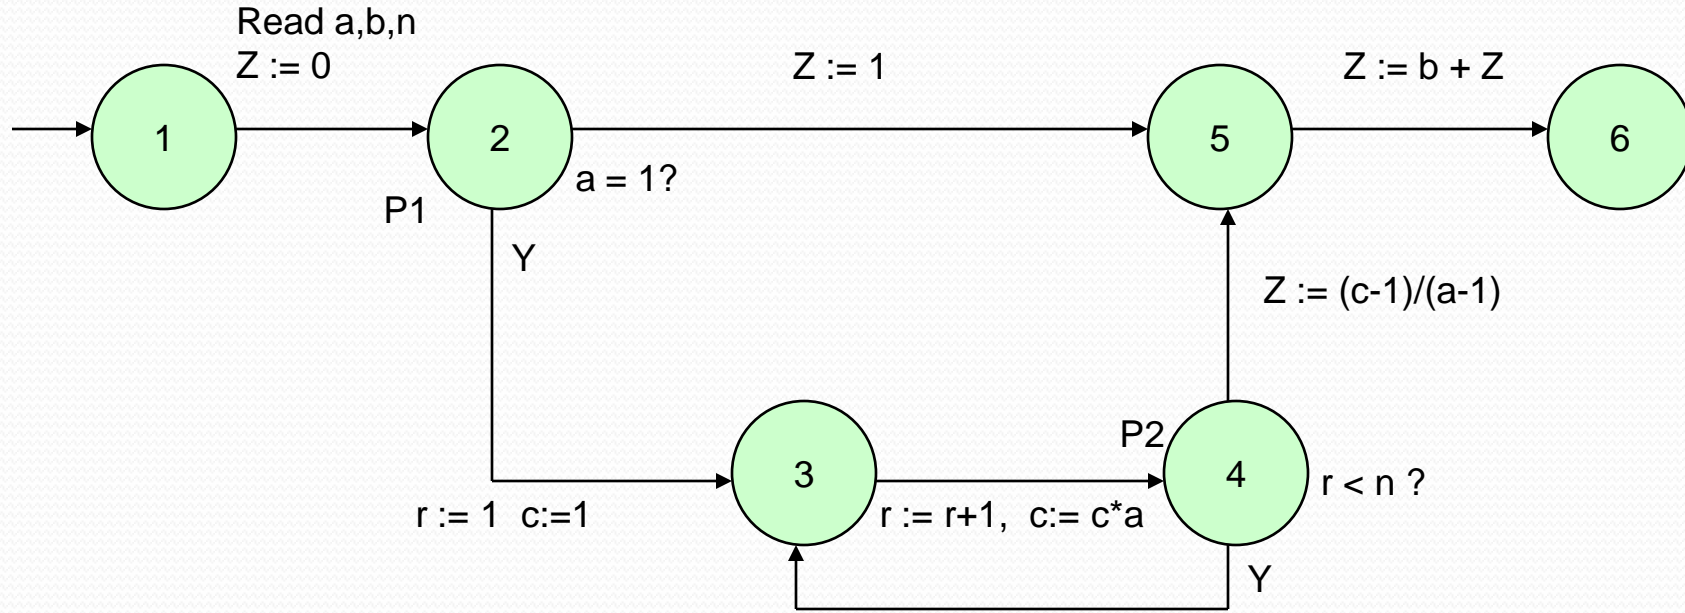 Read a,b,n
Z := 0
Z := 1
Z := b + Z
1
2
5
6
a = 1?
P1
Y
Z := (c-1)/(a-1)
P2
3
4
r < n ?
r := 1 c:=1
r := r+1, c:= c*a
Y